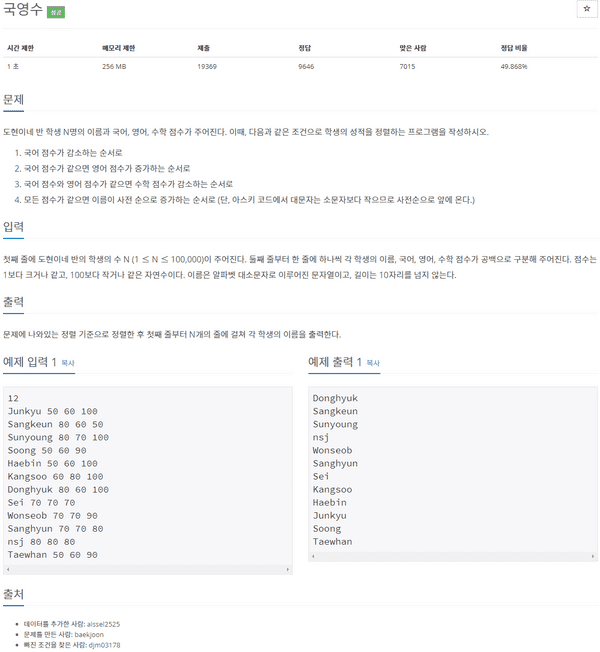 국영수 성공
☆
시간 제한 메모리 제한 제출 정답 맞은 사람 정답 비율
1 초 256 MB 19369 9646 7015 49.868%
문제
도현이네 반 학생 N명의 이름과 국어, 영어, 수학 점수가 주어진다. 이때, 다음과 같은 조건으로 학생의 성적을 정렬하는 프로그램을 작성하시오.
1. 국어 점수가 감소하는 순서로
2. 국어 점수가 같으면 영어 점수가 증가하는 순서로
3. 국어 점수와 영어 점수가 같으면 수학 점수가 감소하는 순서로
4. 모든 점수가 같으면 이름이 사전 순으로 증가하는 순서로 (단, 아스키 코드에서 대문자는 소문자보다 작으므로 사전순으로 앞에 온다.)
입력
첫째 줄에 도현이네 반의 학생의 수 N (1 ≤ N ≤ 100,000)이 주어진다. 둘째 줄부터 한 줄에 하나씩 각 학생의 이름, 국어, 영어, 수학 점수가 공백으로 구분해 주어진다. 점수는
1보다 크거나 같고, 100보다 작거나 같은 자연수이다. 이름은 알파벳 대소문자로 이루어진 문자열이고, 길이는 10자리를 넘지 않는다.
출력
문제에 나와있는 정렬 기준으로 정렬한 후 첫째 줄부터 N개의 줄에 걸쳐 각 학생의 이름을 출력한다.
예제 입력 1 복사
12
Junkyu 50 60 100
Sangkeun 80 60 50
Sunyoung 80 70 100
Soong 50 60 90
Haebin 50 60 100
Kangsoo 60 80 100
Donghyuk 80 60 100
Sei 70 70 70
Wonseob 70 70 90
Sanghyun 70 70 80
nsj 80 80 80
Taewhan 50 60 90
예제 출력 1 복사
Donghyuk
Sangkeun
Sunyoung
nsj
Wonseob
Sanghyun
Sei
Kangsoo
Haebin
Junkyu
Soong
Taewhan
출처
데이터를 추가한 사람: alssel2525
문제를 만든 사람: baekjoon
빠진 조건을 찾은 사람: djm03178